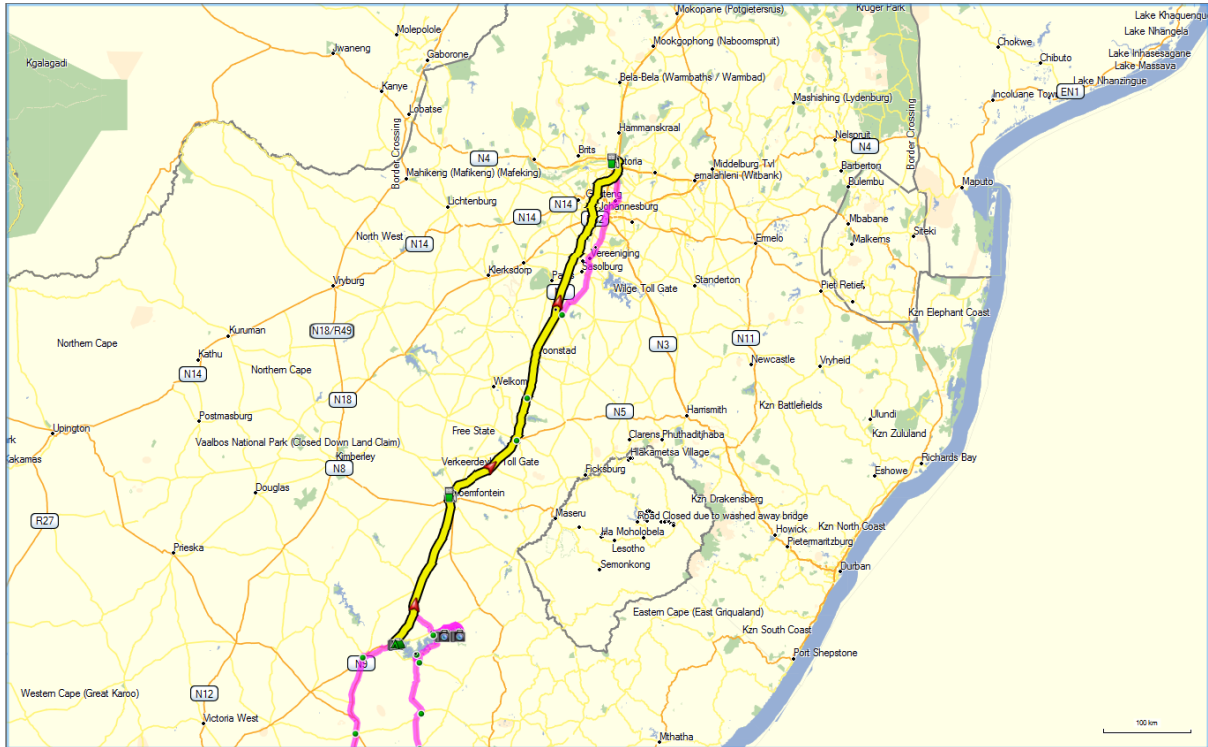 Mokopane (Potgietersrus)
Kruger Park
Lake Khaquenque
Molepolole
Lake Nhángela
Jwaneng
Gaborone
Mookgophong (Naboomspruit)
Chokwe
Lake Inhasesagane
Kgalagadi
Chibuto
Lake Massava
Kanye
Bela-Bela (Wambaths / Wambad)
Lake Nhanzingue
Incoluane
EN1
Lobatse
Mashishing (Lydenburg)
Border Crossing
Hammanskraal
Border Crossing
Nelspruit
N4
Brits
N4
Mahikeng (Mafikeng) (Mafeking)
Middelburg Tvl
Barberton
emalahleni (Witbank)
Bulembu
Maputo
Lichtenburg
N14
Johannesburg
N14
Mbabane
Siteki
North West
N14
Ermelo
Malkerns
Vereeniging
Klerksdorp
Sasolburg
Vryburg
Wilge Toll Gate
Standerton
Piet Retief
Kzn Elephant Coast
Kuruman
N18/R49
Northern Cape
N3
N11
Kathu
Newcastle
Vryheid
N14
Northern Cape
Welkom
N18
Kzn Battlefields
Postmasburg
N5
Harrismith
Ulundi
Upington
Free State
Clarens
Phuthaditjhaba
Kzn Zululand
Vaalbos National Park (Closed Down Land Claim)
Hlakametsa Village
Kimberley
Toll Gate
Richards Bay
Kakamas
N8
Ficksburg
Eshowe
Douglas
Kzn Drakensberg
R27
Maseru
Road Closed due to washed away bridge
Kzn North Coast
Howick
Ha Moholobela
Pietermaritzburg
Prieska
Lesotho
Semonkong
Durban
Eastern Cape (East Griqualand)
Kzn South Coast
Port Shepstone
N9
Western Cape (Great Karoo)
N12
Victoria West
100 km
Mthatha